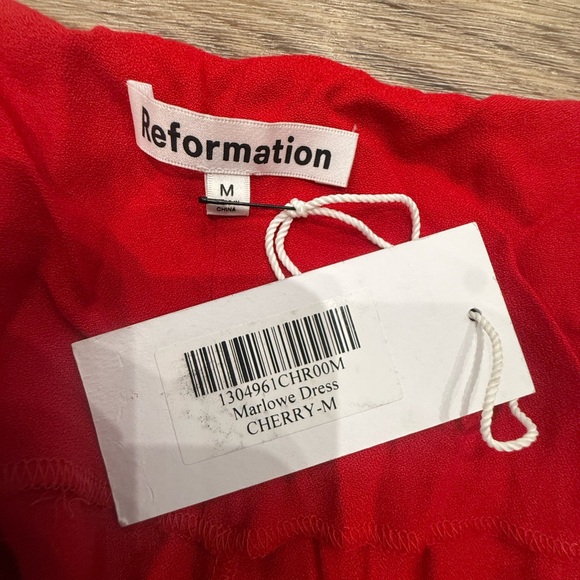 Reformation
M
CHINA
1304961CHR00M
Marlowe Dress
CHERRY-M